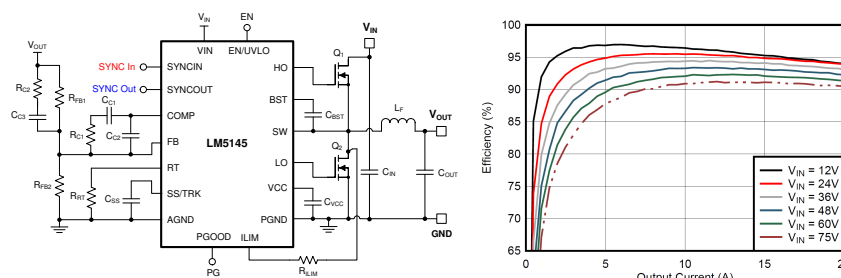 VIN
EN
VIN
VOUT
SYNC In
SYNC Out
RC2
RFB1
CC3
CC1
RC1
CC2
RFB2
RRT
CSS
VIN
EN/UVLO
SYNCIN
SYNCOUT
COMP
FB
RT
SS/TRK
AGND
LM5145
HO
BST
SW
LO
VCC
PGND
PGOOD
ILIM
PG
RILIM
Q1
CBST
LF
VOUT
Q2
CIN
COUT
CVCC
GND
Efficiency (%)
100
95
90
85
80
75
70
65
0
5
10
15
20
Output Current (A)
VIN = 12V
VIN = 24V
VIN = 36V
VIN = 48V
VIN = 60V
VIN = 75V